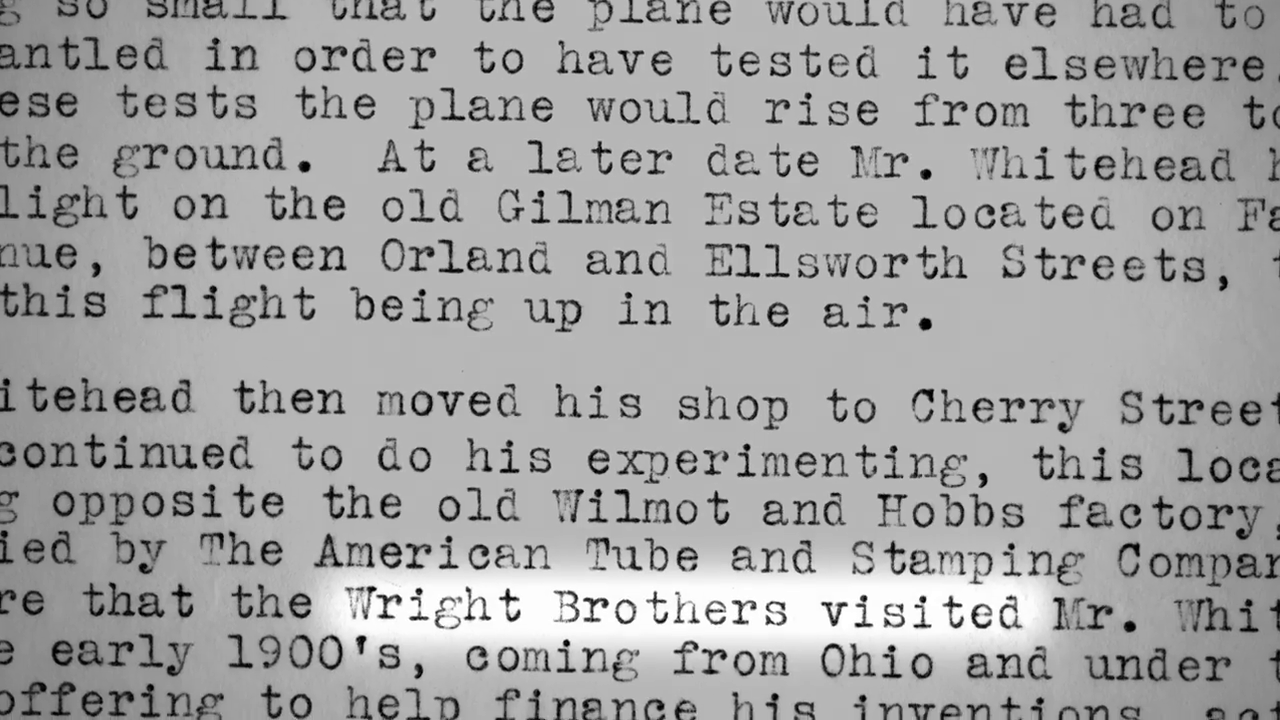 g so small that the plane would have had to
antled in order to have tested it elsewhere.
ese tests the plane would rise from three to
the ground. At a later date Mr. Whitehead h
light on the old Gilman Estate located on Fa
nue, between Orland and Ellsworth Streets, t
this flight being up in the air.
itehead then moved his shop to Cherry Street
continued to do his experimenting, this loca
g opposite the old Wilmot and Hobbs factory,
ied by The American Tube and Stamping Compan
re that the Wright Brothers visited Mr. Whit
e early 1900's, coming from Ohio and under t
offering to help finance his inventions, act